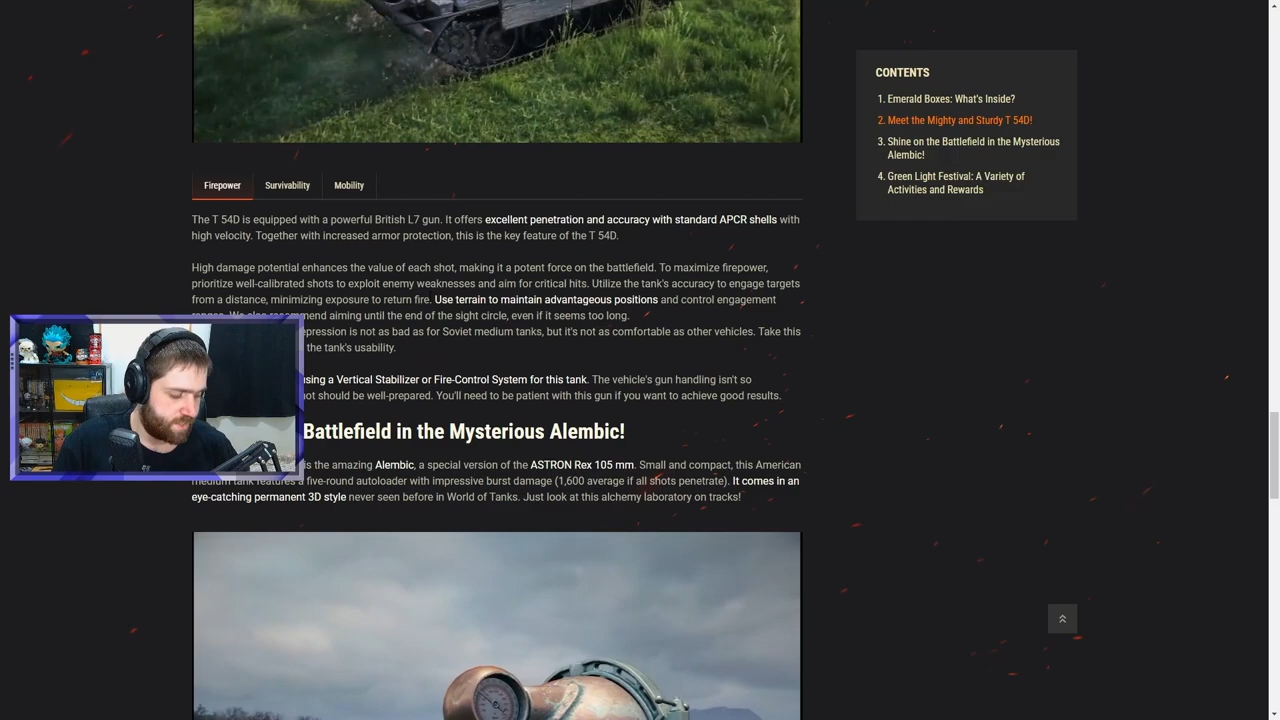 CONTENTS
1. Emerald Boxes: What's Inside?
2. Meet the Mighty and Sturdy T 54D!
3. Shine on the Battlefield in the Mysterious
Alembic!
4. Green Light Festival: A Variety of
Activities and Rewards
Firepower Survivability Mobility
The T 54D is equipped with a powerful British L7 gun. It offers excellent penetration and accuracy with standard APCR shells with
high velocity. Together with increased armor protection, this is the key feature of the T 54D.
High damage potential enhances the value of each shot, making it a potent force on the battlefield. To maximize firepower,
prioritize well-calibrated shots to exploit enemy weaknesses and aim for critical hits. Utilize the tank's accuracy to engage targets
from a distance, minimizing exposure to return fire. Use terrain to maintain advantageous positions and control engagement
ranges. We also recommend aiming until the end of the sight circle, even if it seems too long.
epression is not as bad as for Soviet medium tanks, but it's not as comfortable as other vehicles. Take this
the tank's usability.
using a Vertical Stabilizer or Fire-Control System for this tank. The vehicle's gun handling isn't so
ot should be well-prepared. You'll need to be patient with this gun if you want to achieve good results.
Battlefield in the Mysterious Alembic!
is the amazing Alembic, a special version of the ASTRON Rex 105 mm. Small and compact, this American
medium tank features a five-round autoloader with impressive burst damage (1,600 average if all shots penetrate). It comes in an
eye-catching permanent 3D style never seen before in World of Tanks. Just look at this alchemy laboratory on tracks!